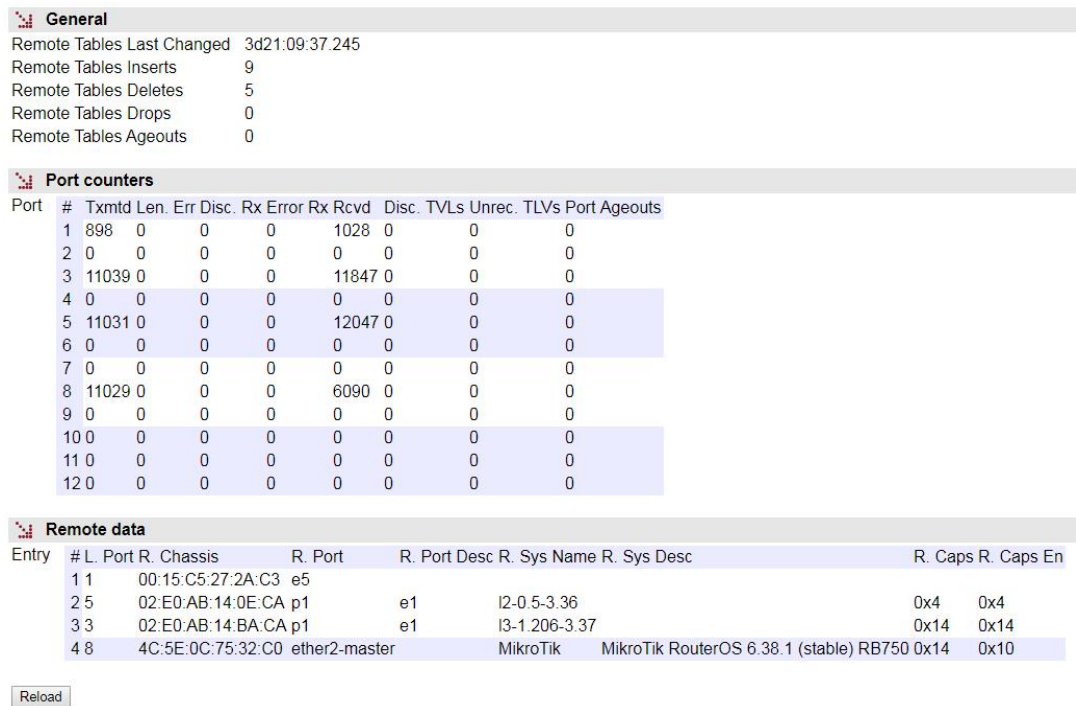 General
Remote Tables Last Changed 3d21:09:37.245
Remote Tables Inserts 9
Remote Tables Deletes 5
Remote Tables Drops 0
Remote Tables Ageouts 0
Port counters
Port # Txmtd Len. Err Disc. Rx Error Rx Rcvd Disc. TVLs Unrec. TLVs Port Ageouts
1 898 0 0 0 1028 0 0 0
2 0 0 0 0 0 0 0 0
3 11039 0 0 0 11847 0 0 0
4 0 0 0 0 0 0 0 0
5 11031 0 0 0 12047 0 0 0
6 0 0 0 0 0 0 0 0
7 0 0 0 0 0 0 0 0
8 11029 0 0 0 6090 0 0 0
9 0 0 0 0 0 0 0 0
10 0 0 0 0 0 0 0 0
11 0 0 0 0 0 0 0 0
12 0 0 0 0 0 0 0 0
Remote data
Entry # L. Port R. Chassis R. Port R. Port Desc R. Sys Name R. Sys Desc R. Caps R. Caps En
1 1 00:15:C5:27:2A:C3 e5
2 5 02:E0:AB:14:0E:CA p1 e1 l2-0.5-3.36 0x4 0x4
3 3 02:E0:AB:14:BA:CA p1 e1 l3-1.206-3.37 0x14 0x14
4 8 4C:5E:0C:75:32:C0 ether2-master MikroTik MikroTik RouterOS 6.38.1 (stable) RB750 0x14 0x10
Reload